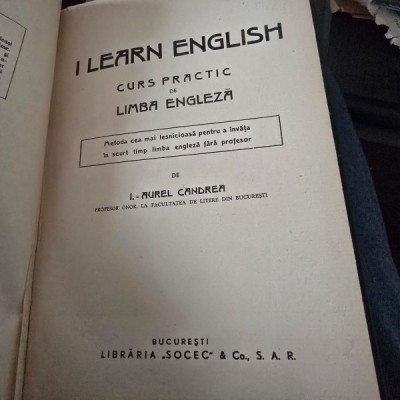 I LEARN ENGLISH
CURS PRACTIC
DE
LIMBA ENGLEZĂ
Metoda cea mai lesnicioasă pentru a învăța
în scurt timp limba engleză fără profesor
DE
I.-AUREL CANDREA
PROFESOR ONOR. LA FACULTATEA DE LITERE DIN BUCUREȘTI
BUCUREȘTI
LIBRĂRIA „SOCEC" & Co., S. A. R.